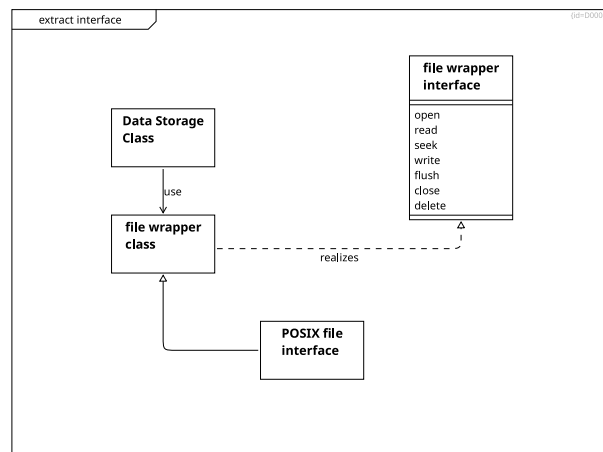 extract interface
{id=D000
file wrapper
interface
open
read
seek
write
flush
close
delete
Data Storage
Class
use
file wrapper
class
realizes
POSIX file
interface